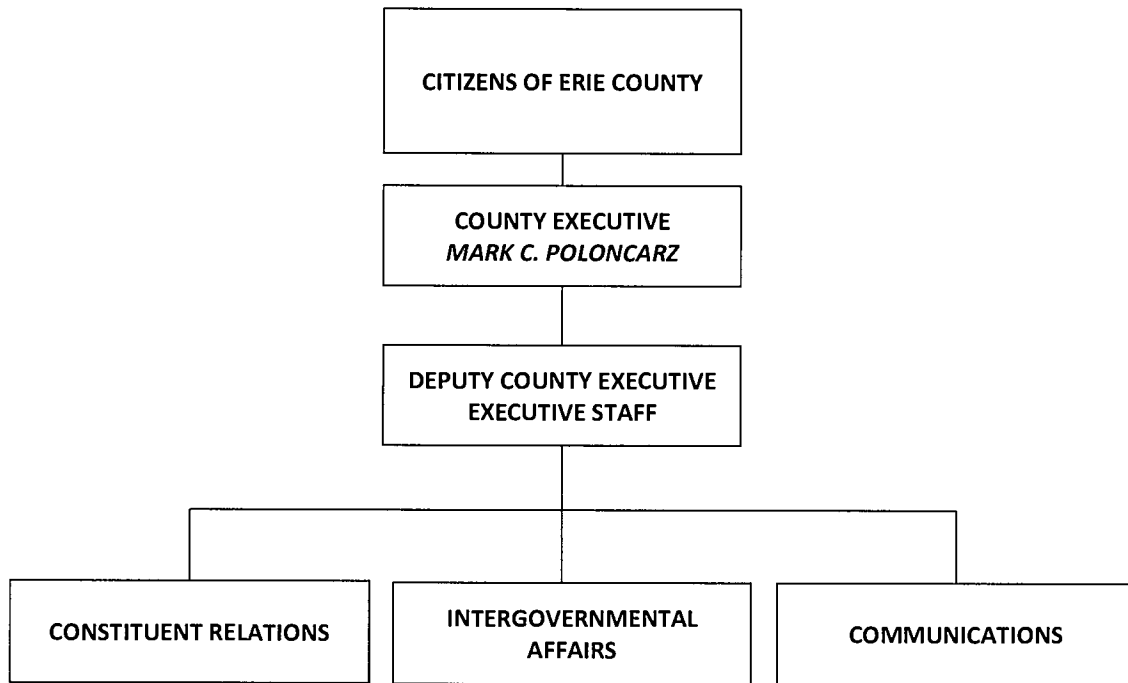 CITIZENS OF ERIE COUNTY
COUNTY EXECUTIVE
MARK C. POLONCARZ
DEPUTY COUNTY EXECUTIVE
EXECUTIVE STAFF
CONSTITUENT RELATIONS
INTERGOVERNMENTAL
AFFAIRS
COMMUNICATIONS